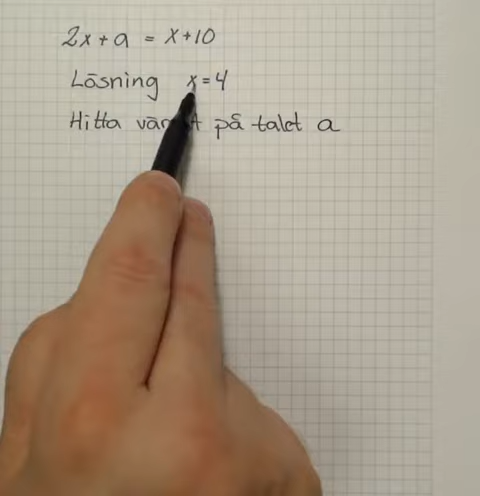 2x + a = x+10
Lösning x = 4
Hitta på talet a